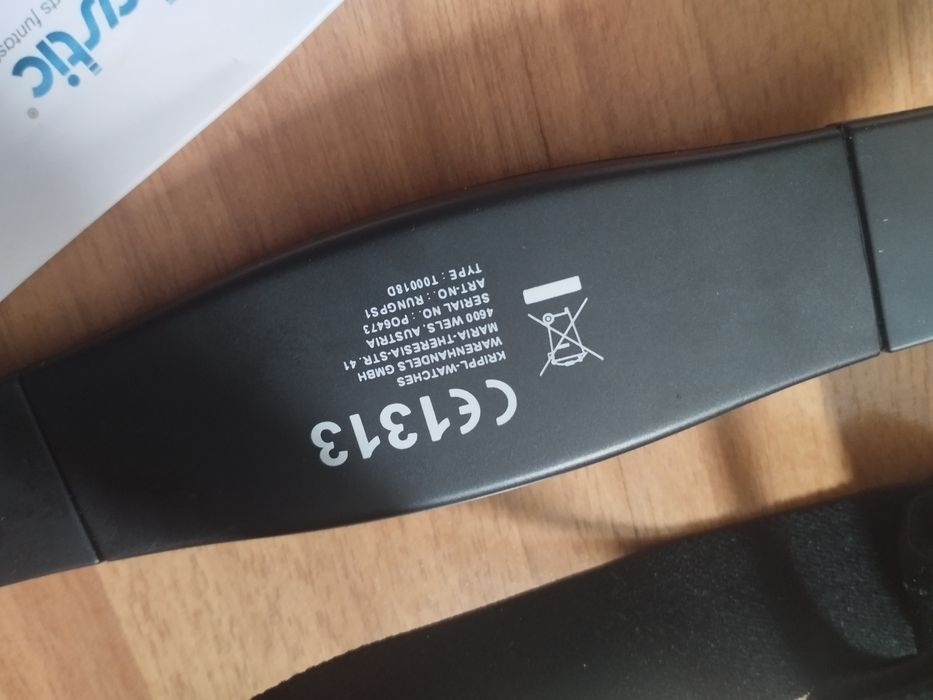 CE1313
KRIPPL-WATCHES
WARENHANDELS GMBH
MARIA-THERESIA-STR. 41
4600 WELS, AUSTRIA
SERIAL NO.: PO6473
ART-NO.: RUNGPS1
TYPE : T00018D